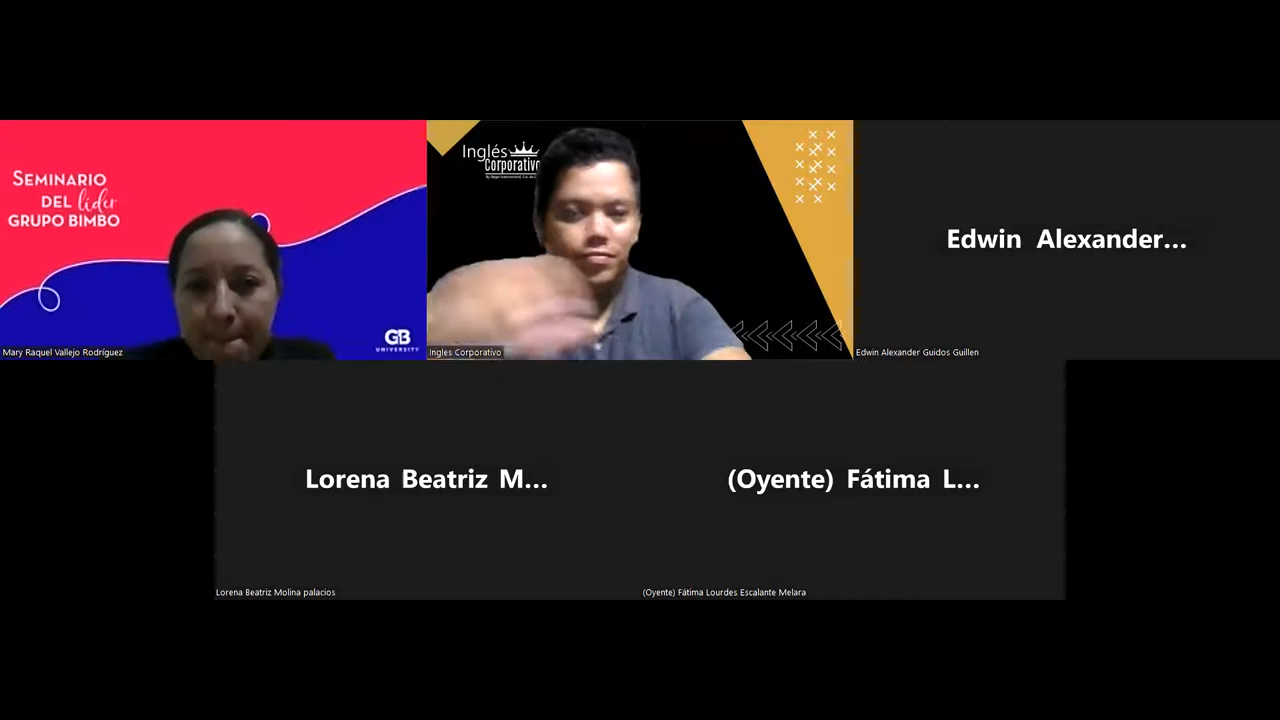 SEMINARIO
DEL líder
GRUPO BIMBO
GB
UNIVERSITY
Mary Raquel Vallejo Rodríguez
Inglés
Corporativo
Ingles Corporativo
Edwin Alexander...
Edwin Alexander Guidos Guillen
Lorena Beatriz M...
Lorena Beatriz Molina palacios
(Oyente) Fátima L...
(Oyente) Fátima Lourdes Escalante Melara